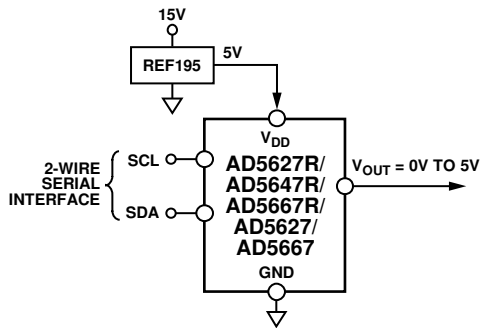 15V
REF195
5V
V_DD
2-WIRE
SERIAL
INTERFACE
SCL
SDA
AD5627R/
AD5647R/
AD5667R/
AD5627/
AD5667
GND
V_OUT = 0V TO 5V